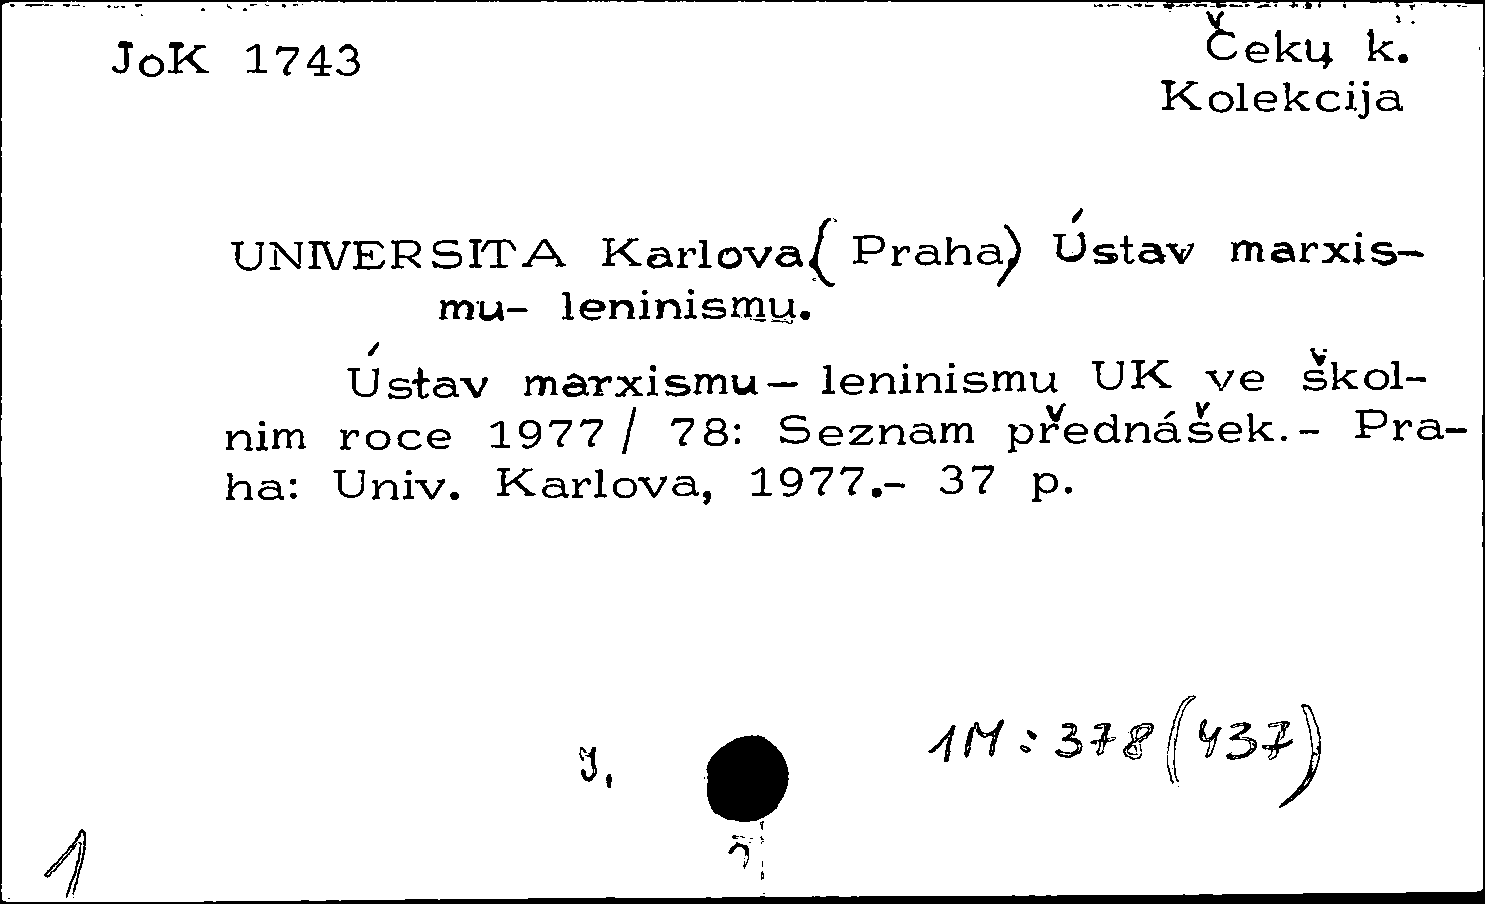 JoK 1743
Čekų k.
Kolekcija
UNIVERSITA Karlova( Praha) Ústav marxis-
mu- leninismu.
Ústav marxismu- leninismu UK ve škol-
nim roce 1977/ 78: Seznam přednášek.- Pra-
ha: Univ. Karlova, 1977.- 37 p.
1M: 378(437)
1